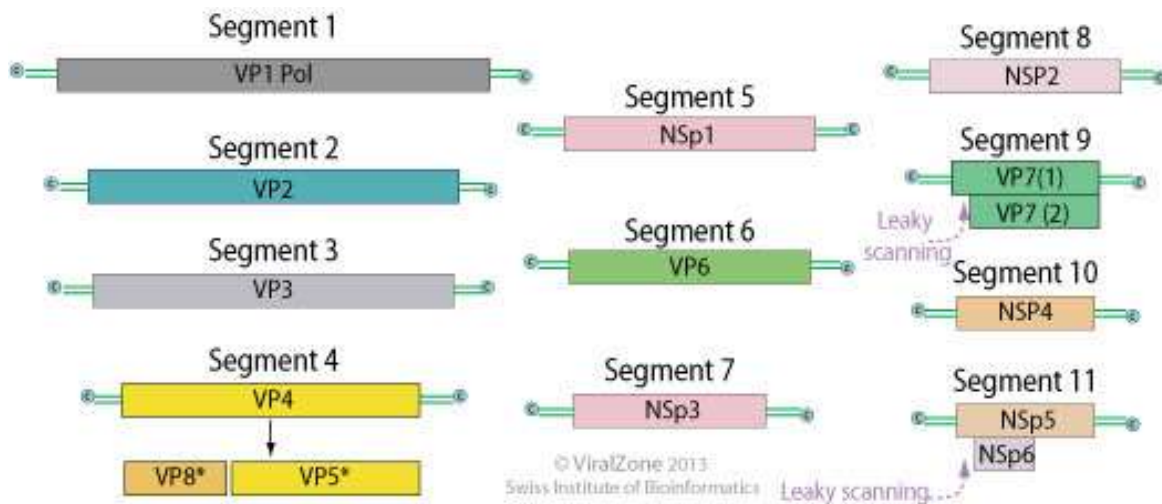 Segment 1
VP1 Pol
Segment 2
VP2
Segment 3
VP3
Segment 4
VP4
VP8*
VP5*
Segment 5
NSp1
Segment 6
VP6
Segment 7
NSp3
© ViralZone 2013
Swiss Institute of Bioinformatics
Segment 8
NSP2
Segment 9
VP7(1)
VP7 (2)
Leaky
scanning
Segment 10
NSP4
Segment 11
NSp5
NSp6
Leaky scanning